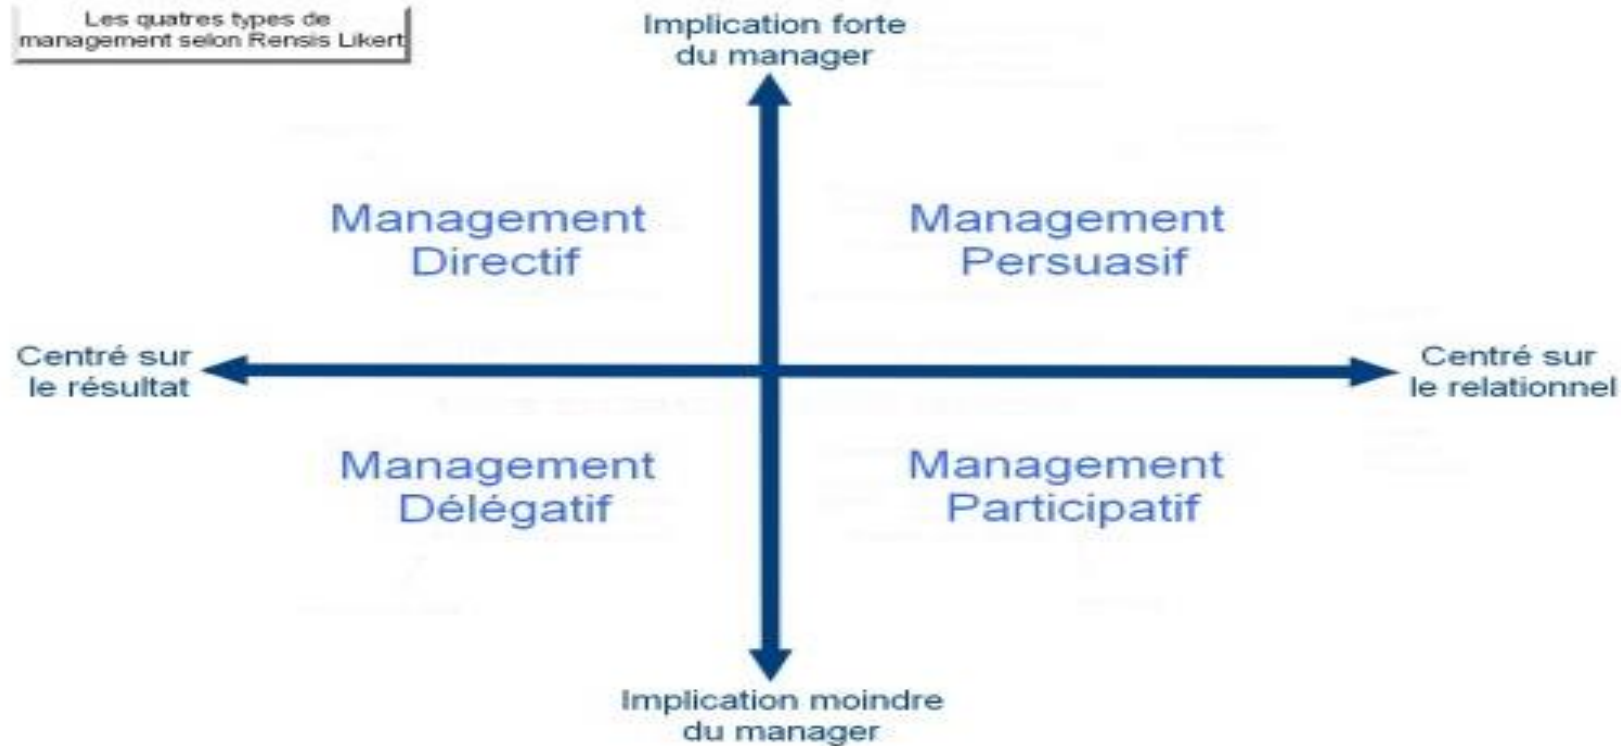 Les quatres types de
management selon Rensis Likert
Implication forte
du manager
Management
Directif
Management
Persuasif
Centré sur
le résultat
Centré sur
le relationnel
Management
Délégatif
Management
Participatif
Implication moindre
du manager